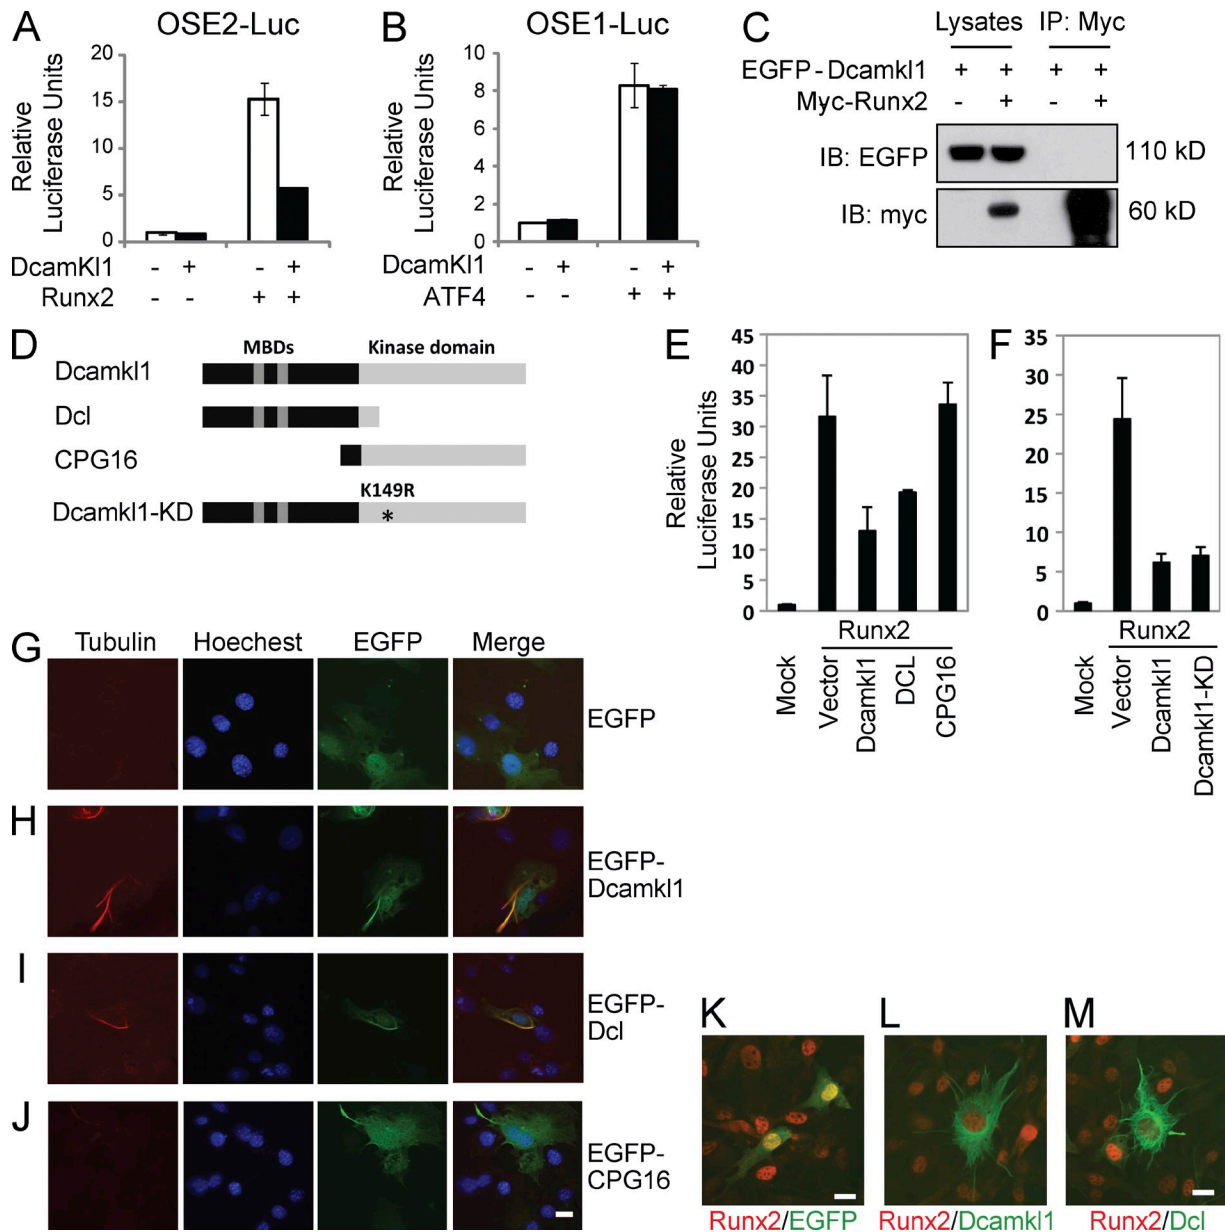 A
OSE2-Luc
Relative
Luciferase Units
20
15
10
5
0
DcamKl1 - + - +
Runx2 - - + +
B
OSE1-Luc
Relative
Luciferase Units
10
8
6
4
2
0
DcamKl1 - + - +
ATF4 - - + +
C
Lysates IP: Myc
EGFP-Dcamkl1 + + + +
Myc-Runx2 - + - +
IB: EGFP 110 kD
IB: myc 60 kD
D
MBDs Kinase domain
Dcamkl1
Dcl
CPG16
K149R
Dcamkl1-KD *
E
Relative
Luciferase Units
45
40
35
30
25
20
15
10
5
0
Runx2
Mock
Vector
Dcamkl1
DCL
CPG16
F
35
30
25
20
15
10
5
0
Runx2
Mock
Vector
Dcamkl1
Dcamkl1-KD
Tubulin Hoechest EGFP Merge
G
EGFP
H
EGFP-
Dcamkl1
I
EGFP-
Dcl
J
EGFP-
CPG16
K
Runx2/EGFP
L
Runx2/Dcamkl1
M
Runx2/Dcl